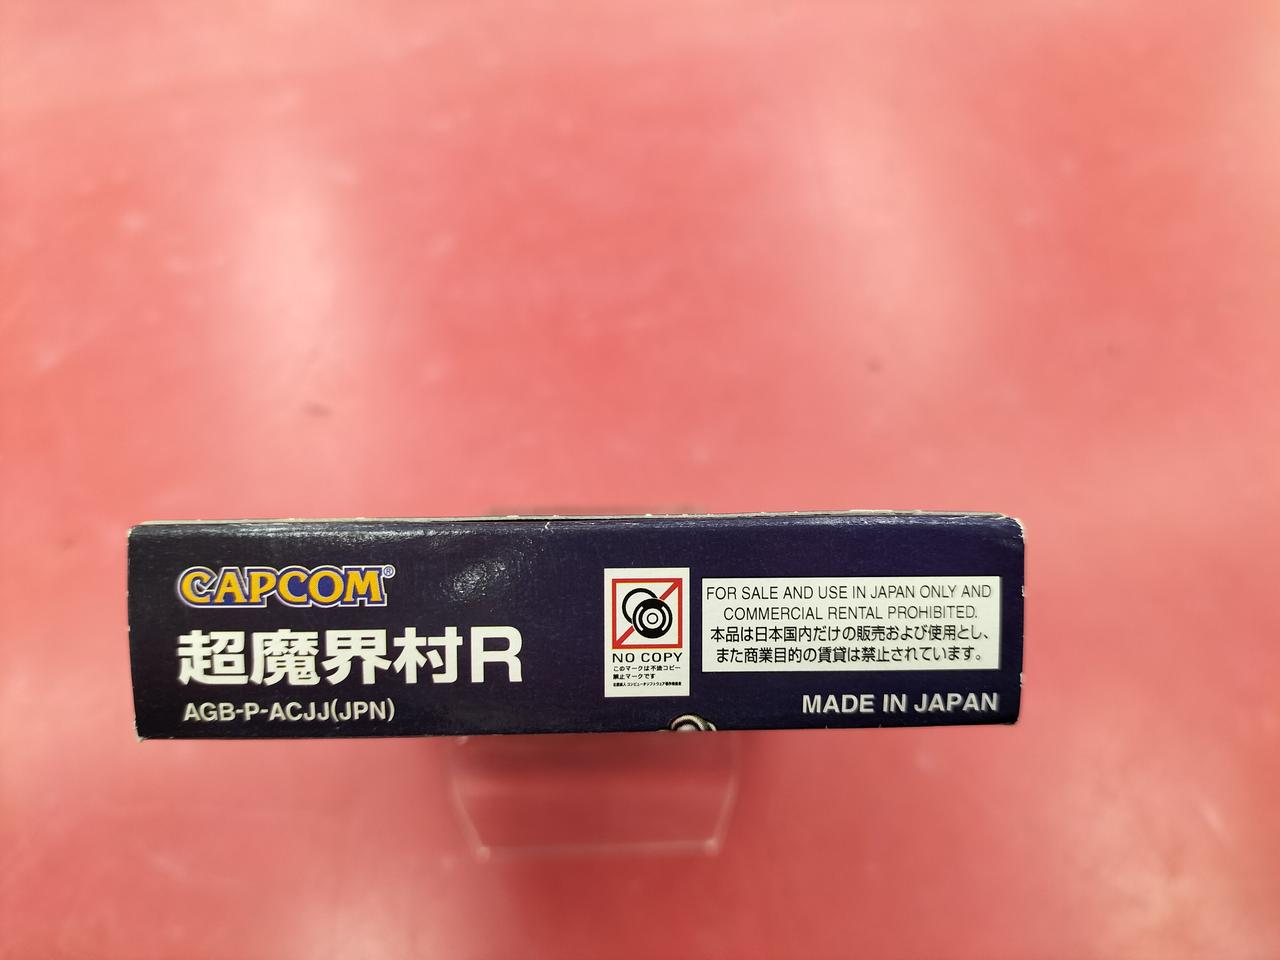 CAPCOM®
超魔界村R
AGB-P-ACJJ(JPN)
NO COPY
このマークは不法コピー
禁止マークです
FOR SALE AND USE IN JAPAN ONLY AND
COMMERCIAL RENTAL PROHIBITED.
本品は日本国内だけの販売および使用とし、
また商業目的の賃貸は禁止されています。
MADE IN JAPAN